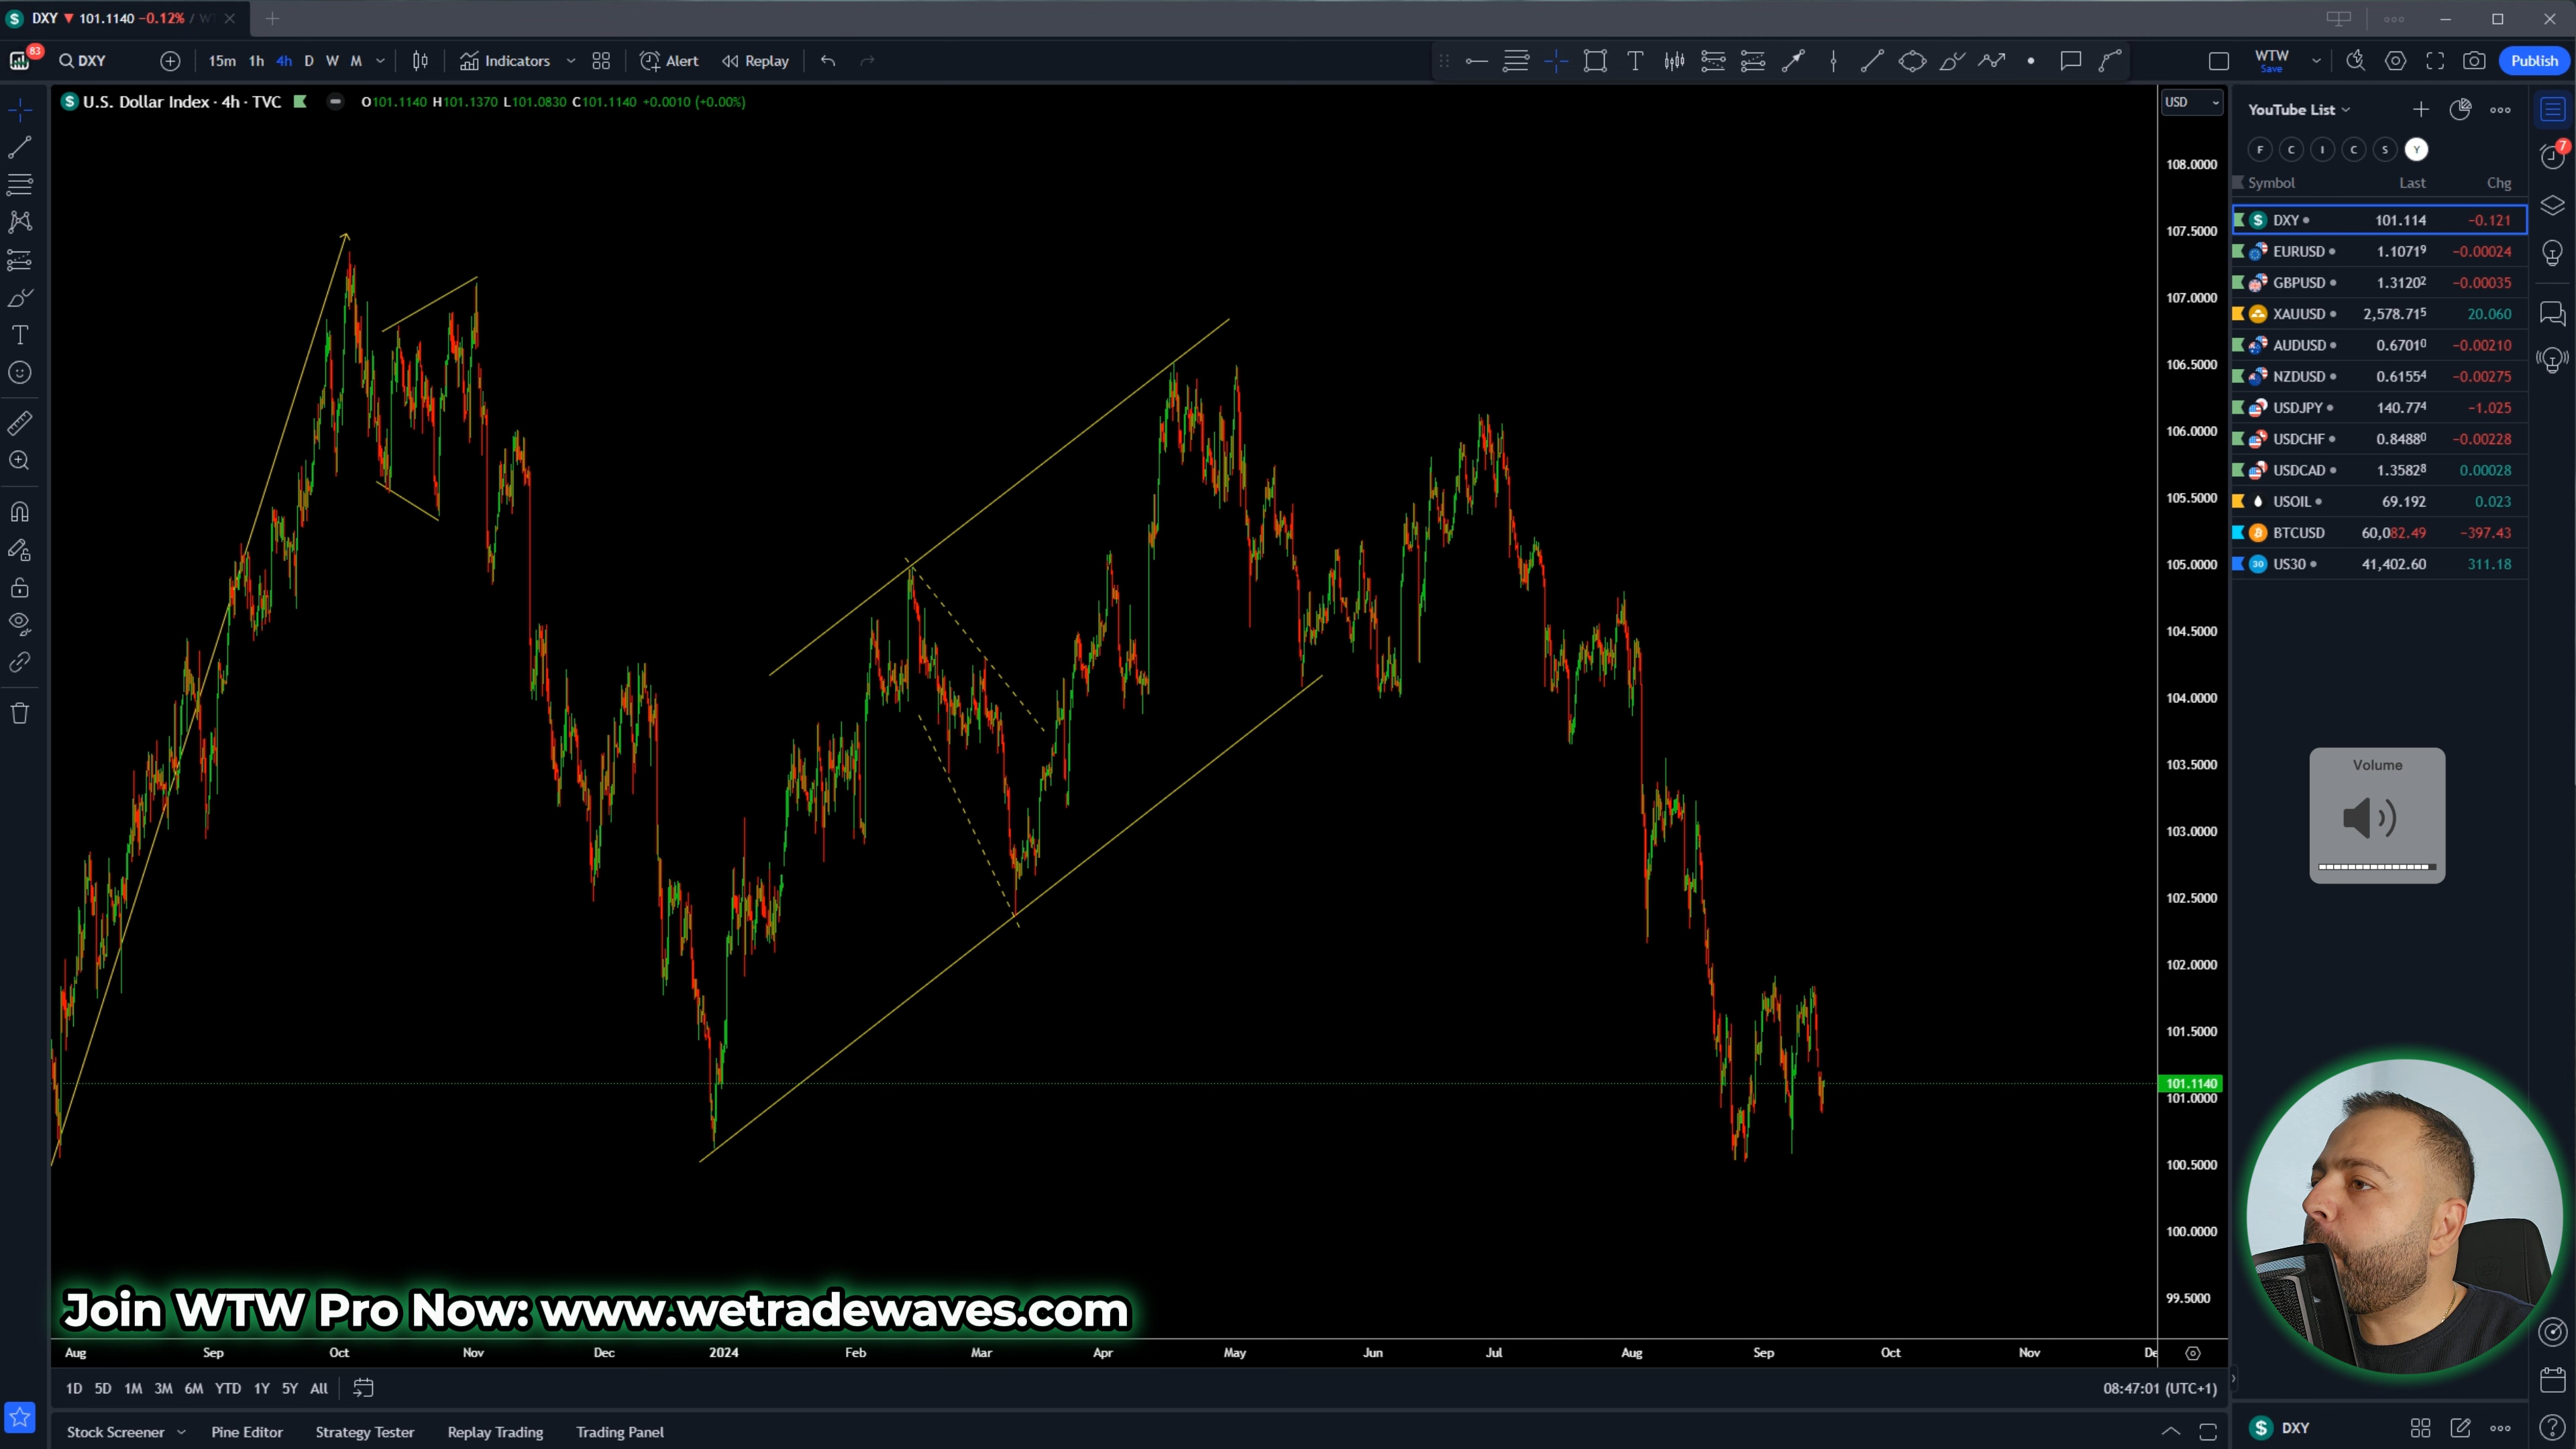 DXY ▼ 101.1140 −0.12% / W
83
DXY
15m 1h 4h D W M
Indicators
Alert
Replay
WTW
Save
Publish
U.S. Dollar Index · 4h · TVC
O101.1140 H101.1370 L101.0830 C101.1140 +0.0010 (+0.00%)
USD
108.0000
107.5000
107.0000
106.5000
106.0000
105.5000
105.0000
104.5000
104.0000
103.5000
103.0000
102.5000
102.0000
101.5000
101.1140
101.0000
100.5000
100.0000
99.5000
YouTube List
F C I C S Y
7
Symbol Last Chg
DXY 101.114 −0.121
EURUSD 1.10719 −0.00024
GBPUSD 1.31202 −0.00035
XAUUSD 2,578.715 20.060
AUDUSD 0.67010 −0.00210
NZDUSD 0.61554 −0.00275
USDJPY 140.774 −1.025
USDCHF 0.84880 −0.00228
USDCAD 1.35828 0.00028
USOIL 69.192 0.023
BTCUSD 60,082.49 −397.43
30 US30 41,402.60 311.18
Volume
Join WTW Pro Now: www.wetradewaves.com
Aug Sep Oct Nov Dec 2024 Feb Mar Apr May Jun Jul Aug Sep Oct Nov De
1D 5D 1M 3M 6M YTD 1Y 5Y All
08:47:01 (UTC+1)
Stock Screener Pine Editor Strategy Tester Replay Trading Trading Panel
DXY